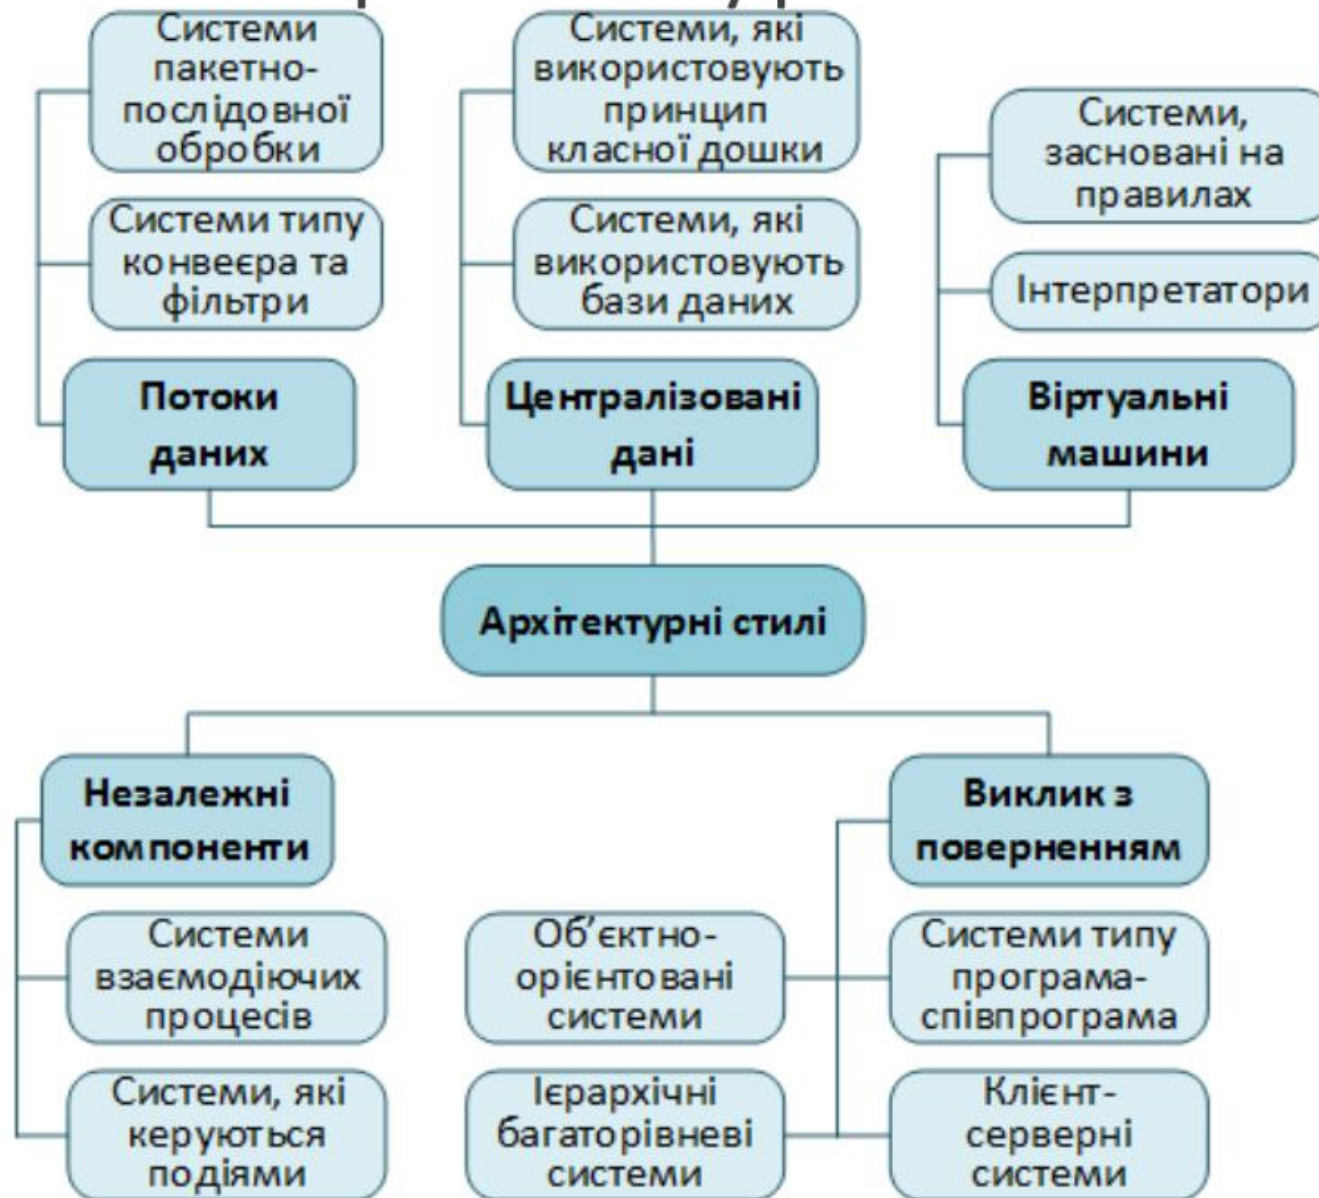 Системи
пакетно-
послідовної
обробки
Системи типу
конвеєра та
фільтри
Потоки
даних
Системи, які
використовують
принцип
класної дошки
Системи, які
використовують
бази даних
Централізовані
дані
Системи,
засновані на
правилах
Інтерпретатори
Віртуальні
машини
Архітектурні стилі
Незалежні
компоненти
Системи
взаємодіючих
процесів
Системи, які
керуються
подіями
Виклик з
поверненням
Об’єктно-
орієнтовані
системи
Системи типу
програма-
співпрограма
Ієрархічні
багаторівневі
системи
Клієнт-
серверні
системи